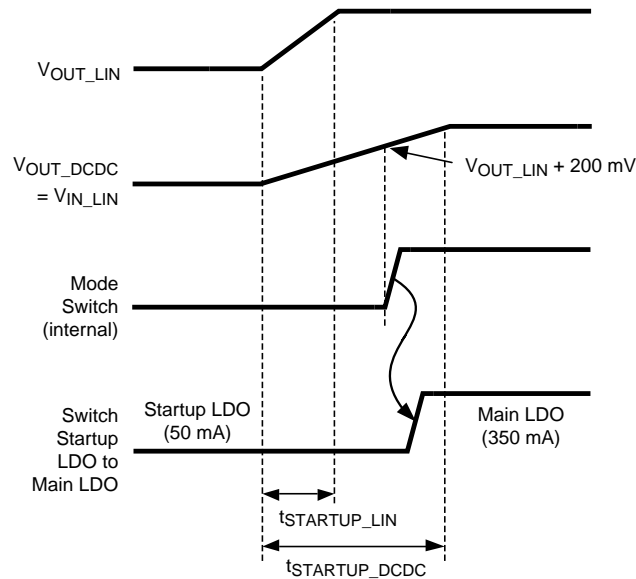 VOUT_LIN
VOUT_DCDC
= VIN_LIN
VOUT_LIN + 200 mV
Mode
Switch
(internal)
Switch
Startup
LDO to
Main LDO
Startup LDO
(50 mA)
Main LDO
(350 mA)
tSTARTUP_LIN
tSTARTUP_DCDC